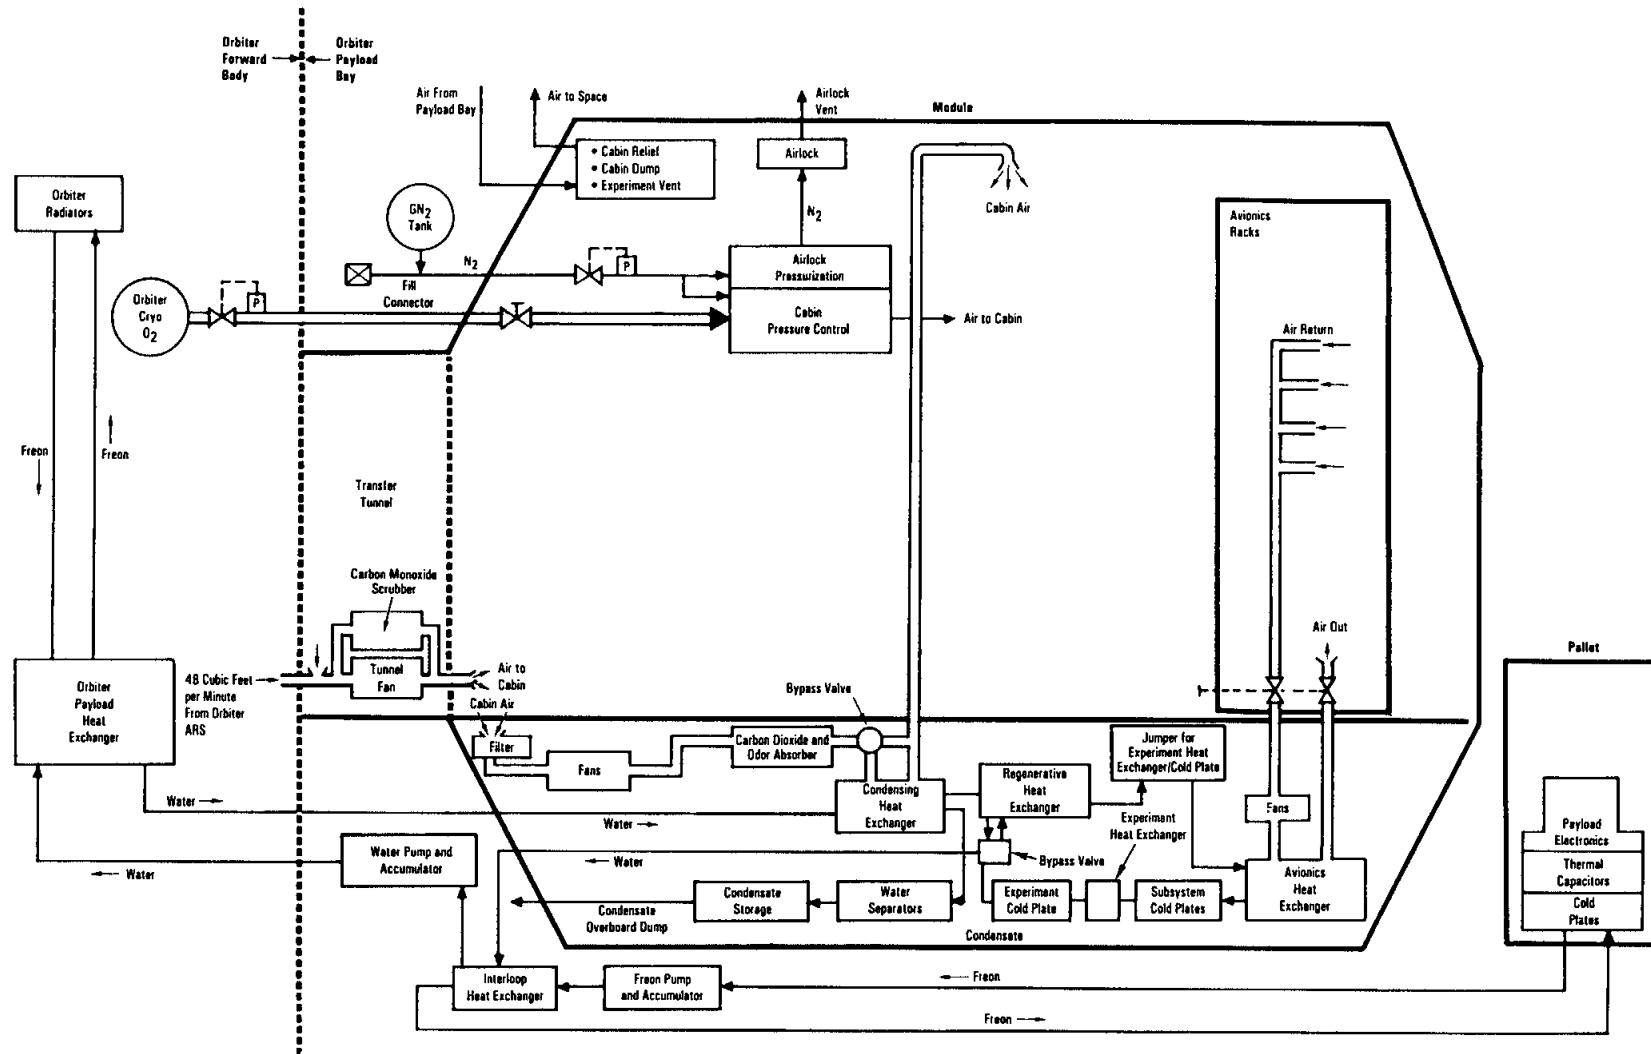 Orbiter
Forward
Body
Orbiter
Payload
Bay
Air From
Payload Bay
Air to Space
Airlock
Vent
Module
• Cabin Relief
• Cabin Dump
• Experiment Vent
Airlock
Cabin Air
Orbiter
Radiators
GN2
Tank
N2
N2
Fill
Connector
P
Airlock
Pressurization
Cabin
Pressure Control
Air to Cabin
Orbiter
Cryo
O2
P
Avionics
Racks
Air Return
Freon
Freon
Transfer
Tunnel
Carbon Monoxide
Scrubber
Tunnel
Fan
Air to
Cabin
Air Out
Orbiter
Payload
Heat
Exchanger
48 Cubic Feet
per Minute
From Orbiter
ARS
Cabin Air
Filter
Fans
Carbon Dioxide and
Odor Absorber
Bypass Valve
Condensing
Heat
Exchanger
Regenerative
Heat
Exchanger
Jumper for
Experiment Heat
Exchanger/Cold Plate
Fans
Experimant
Heat Exchanger
Water
Water
Water
Bypass Valve
Water Pump and
Accumulator
Water
Condensate
Storage
Water
Separators
Experiment
Cold Plate
Subsystem
Cold Plates
Avionics
Heat
Exchanger
Condensate
Overboard Dump
Condensate
Pallet
Payload
Electronics
Thermal
Capacitors
Cold
Plates
Interloop
Heat Exchanger
Freon Pump
and Accumulator
Freon
Freon